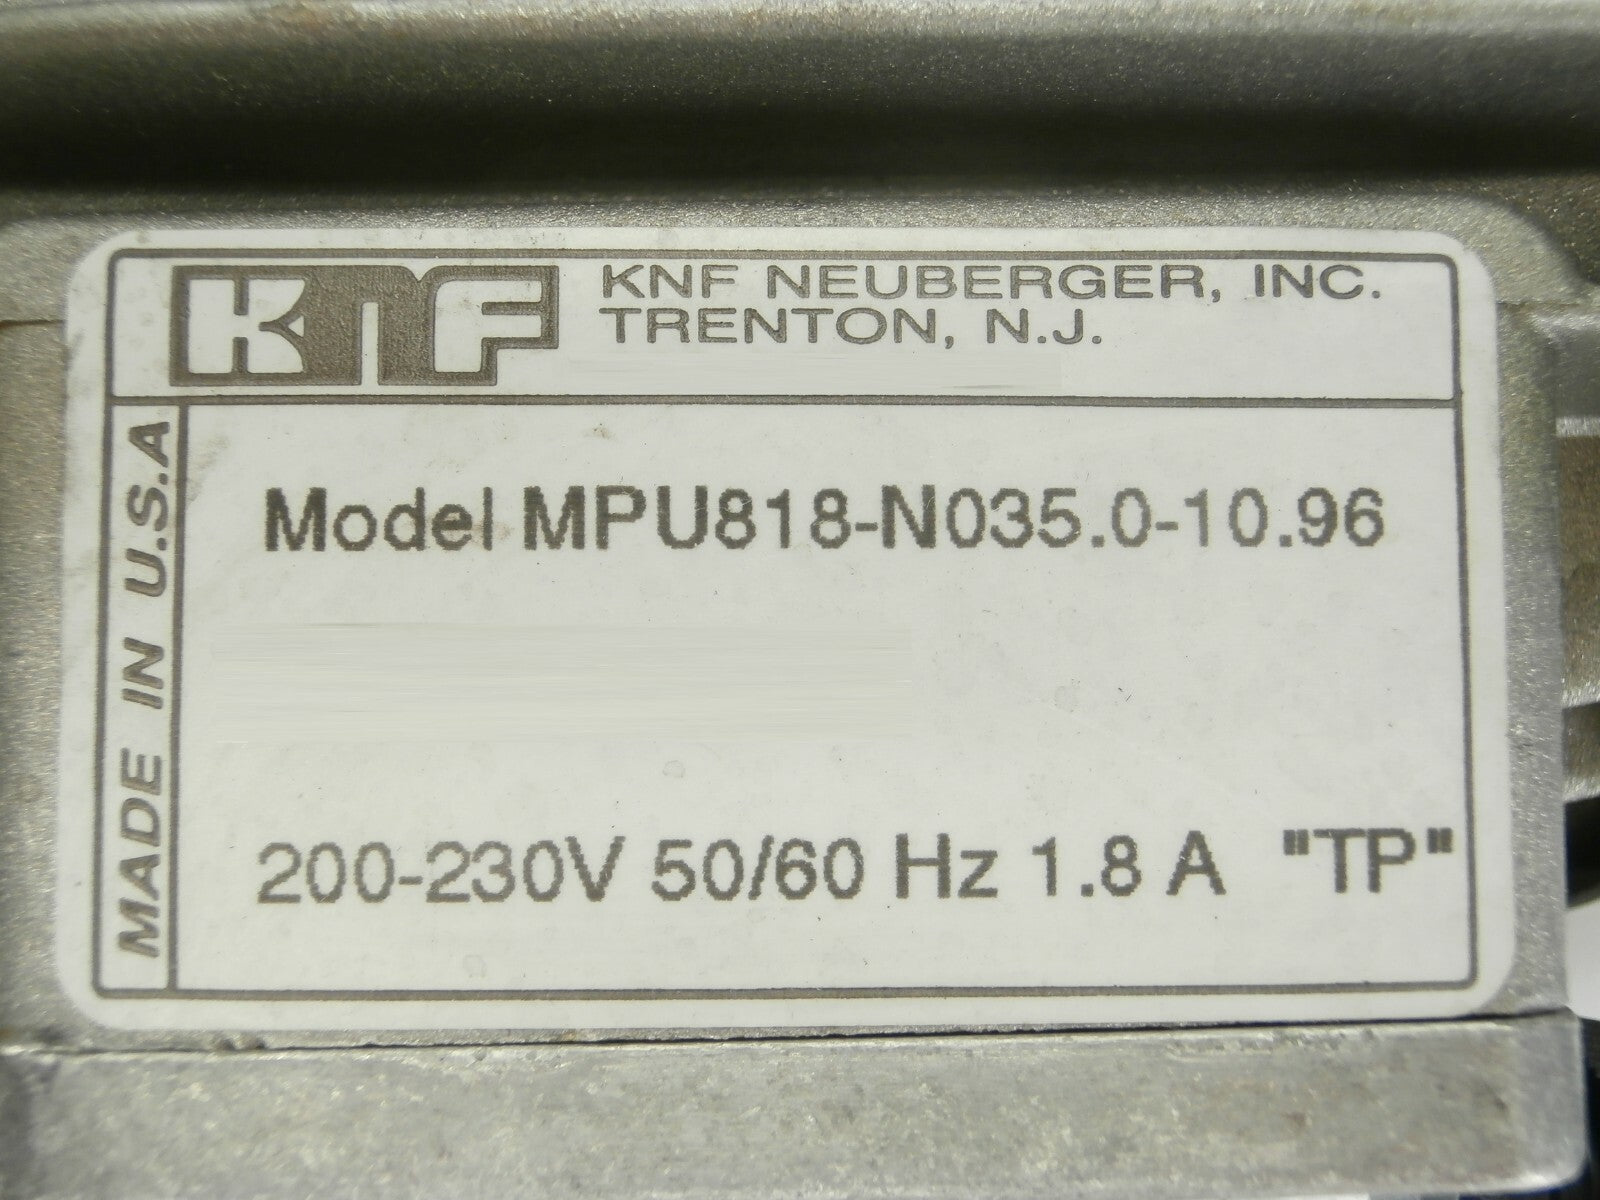 KNF KNF NEUBERGER, INC.
TRENTON, N.J.
MADE IN U.S.A
Model MPU818-N035.0-10.96
200-230V 50/60 Hz 1.8 A "TP"